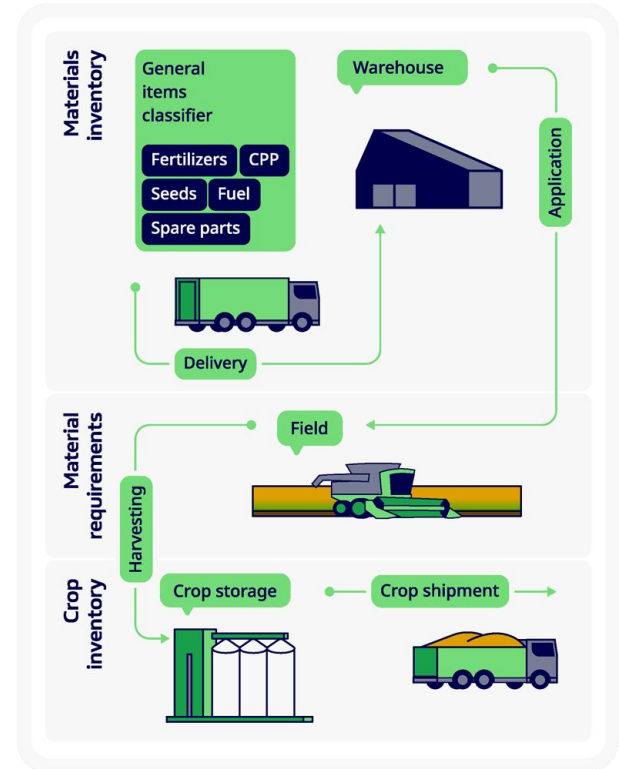 Materials
inventory
General
items
classifier
Fertilizers
CPP
Seeds
Fuel
Spare parts
Warehouse
Application
Delivery
Material
requirements
Field
Harvesting
Crop
inventory
Crop storage
Crop shipment